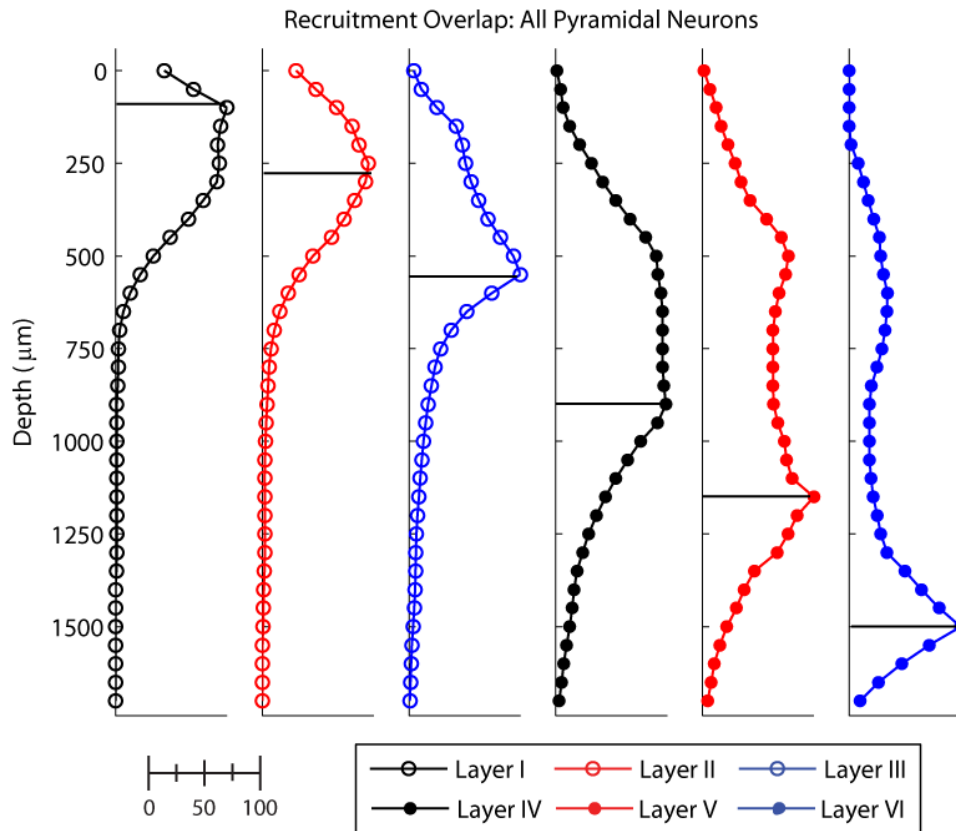 Recruitment Overlap: All Pyramidal Neurons
Depth (μm)
0
250
500
750
1000
1250
1500
0 50 100
Layer I Layer II Layer III
Layer IV Layer V Layer VI